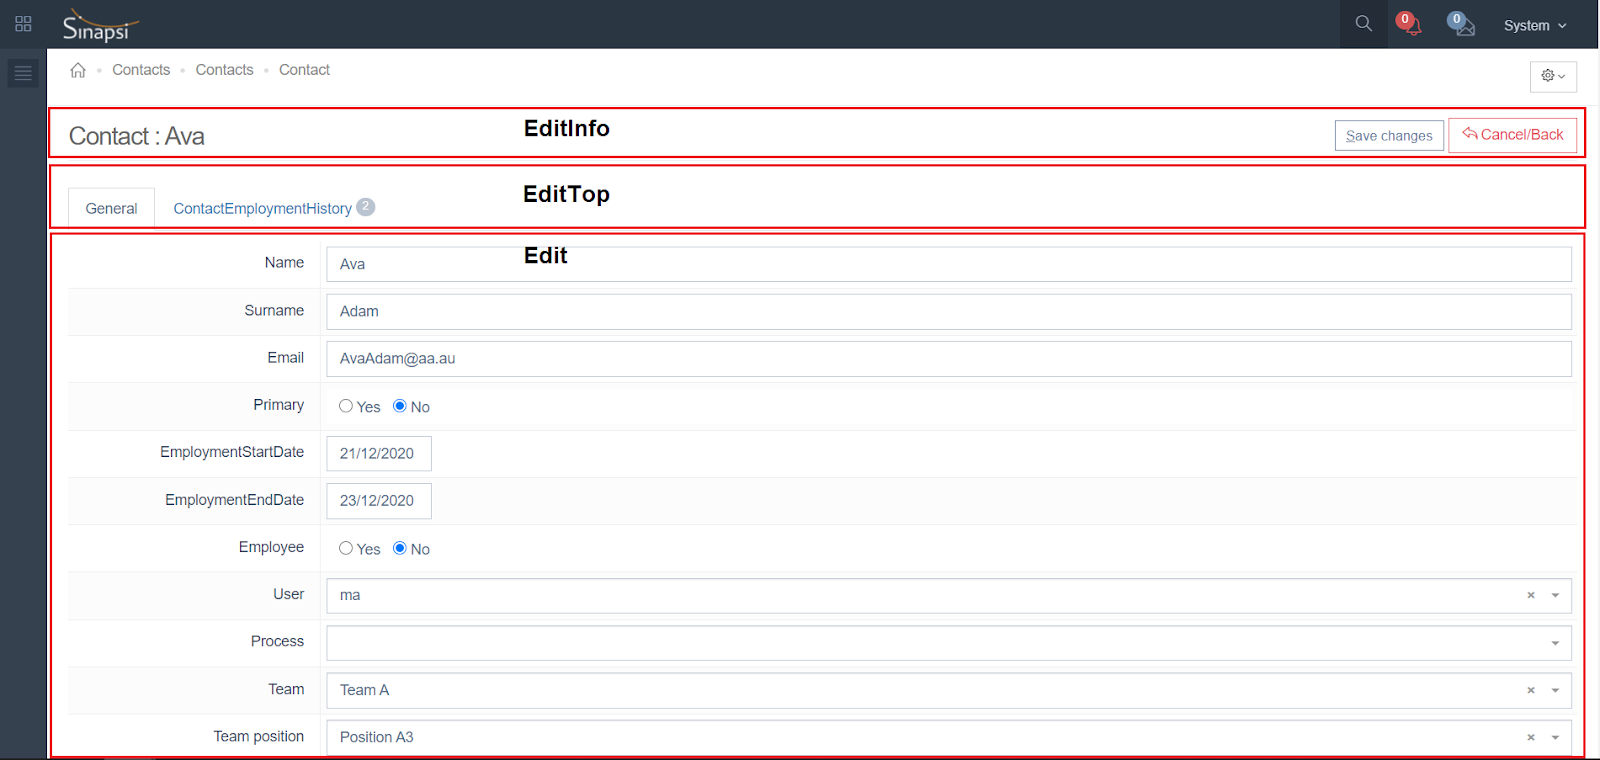 Sinapsi
0
0
System
Contacts
Contacts
Contact
Contact : Ava
EditInfo
Save changes
Cancel/Back
General
ContactEmploymentHistory 2
EditTop
Edit
Name
Ava
Surname
Adam
Email
AvaAdam@aa.au
Primary
Yes No
EmploymentStartDate
21/12/2020
EmploymentEndDate
23/12/2020
Employee
Yes No
User
ma
Process
Team
Team A
Team position
Position A3